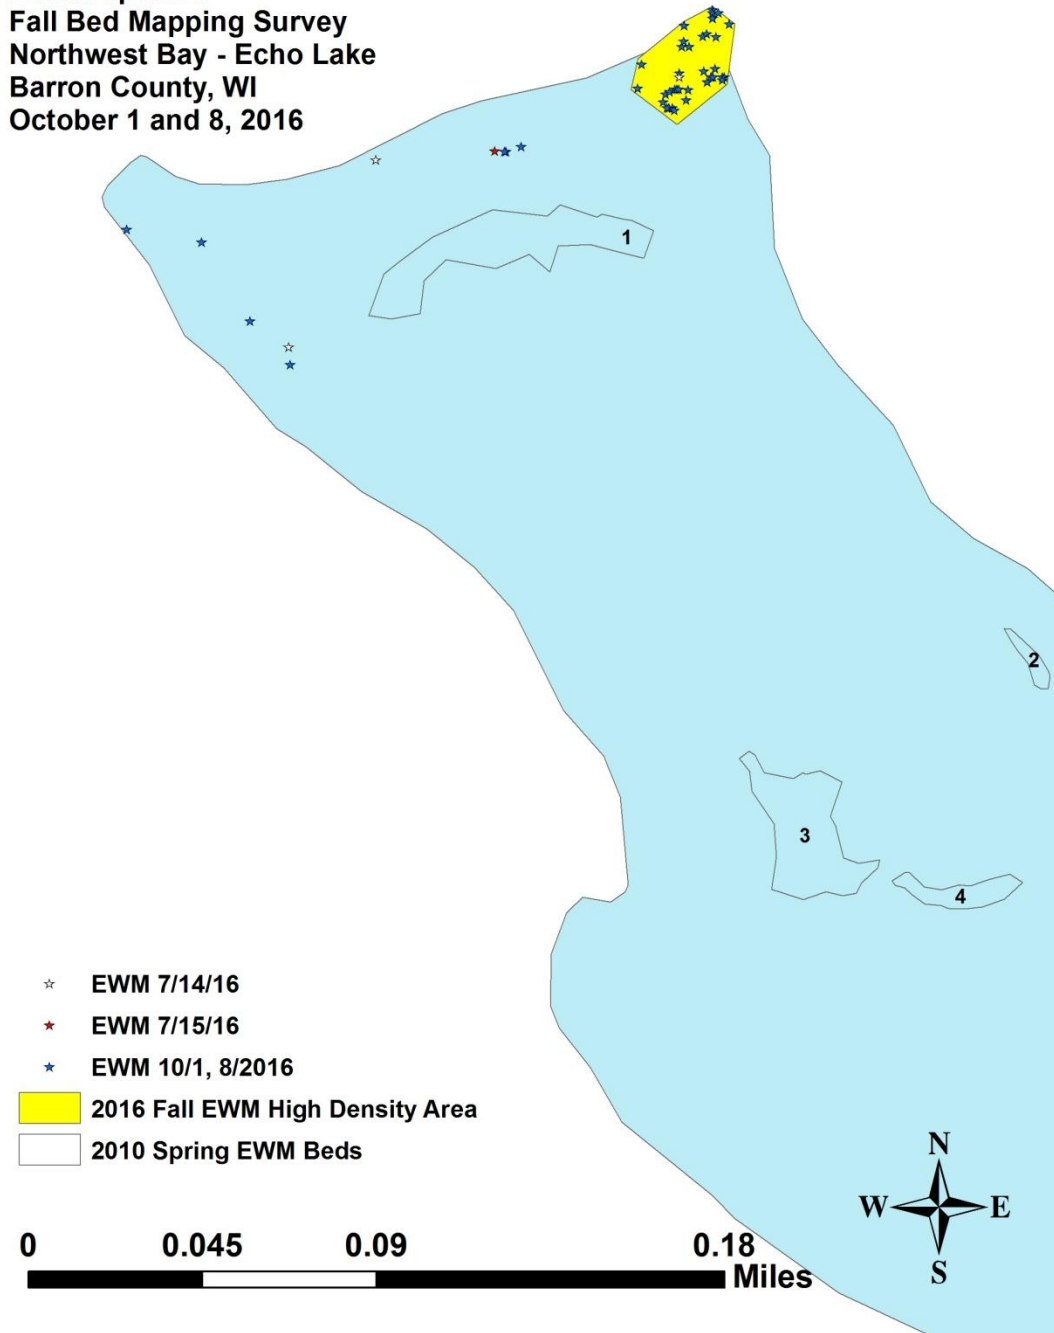 Fall Bed Mapping Survey
Northwest Bay - Echo Lake
Barron County, WI
October 1 and 8, 2016
1
2
3
4
EWM 7/14/16
EWM 7/15/16
EWM 10/1, 8/2016
2016 Fall EWM High Density Area
2010 Spring EWM Beds
N
W E
S
0 0.045 0.09 0.18
Miles